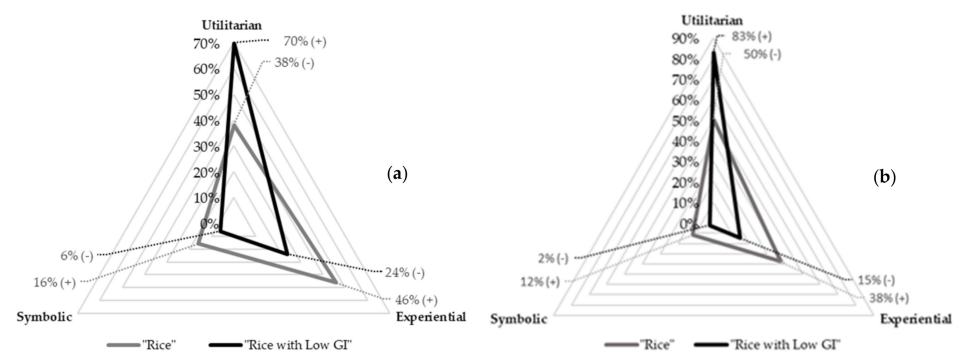 Utilitarian
70%
70% (+)
60%
38% (-)
50%
40%
30%
(a)
20%
10%
0%
6% (-)
24% (-)
16% (+)
46% (+)
Symbolic
Experiential
"Rice"
"Rice with Low GI"
Utilitarian
90%
83% (+)
80%
50% (-)
70%
60%
50%
40%
(b)
30%
20%
10%
0%
2% (-)
15% (-)
12% (+)
38% (+)
Symbolic
Experiential
"Rice"
"Rice with Low GI"